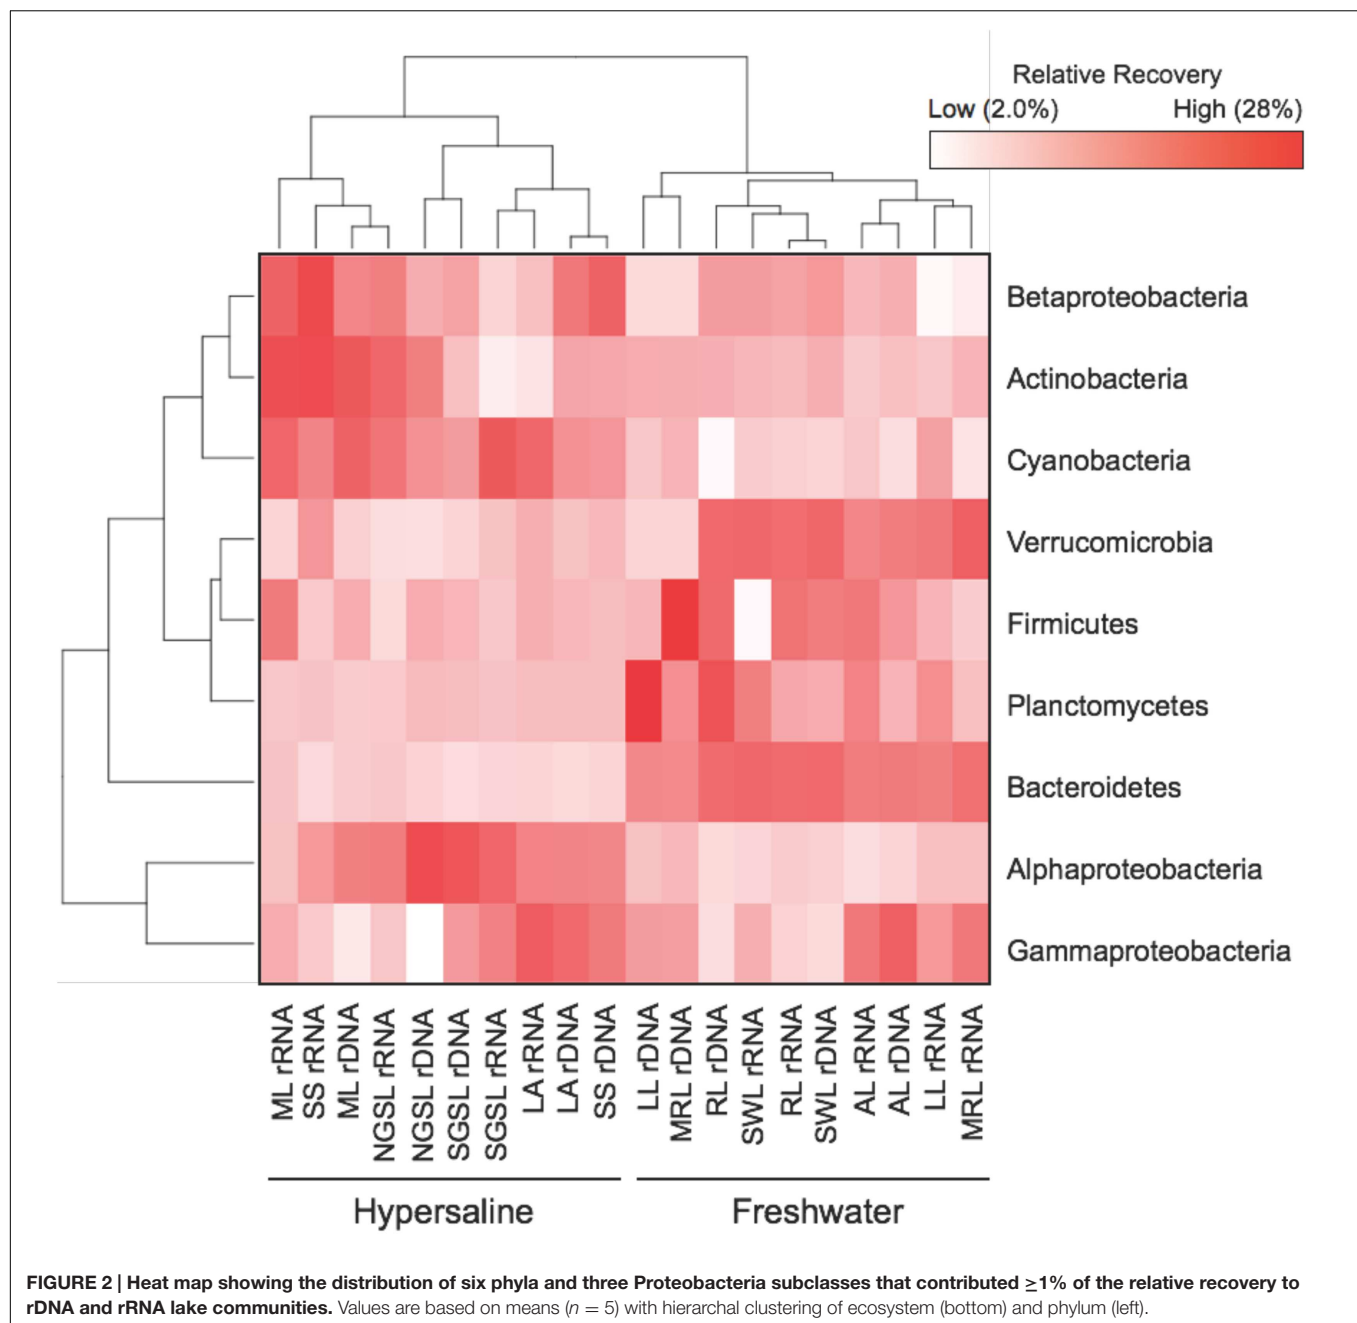 Relative Recovery
Low (2.0%) High (28%)
Betaproteobacteria
Actinobacteria
Cyanobacteria
Verrucomicrobia
Firmicutes
Planctomycetes
Bacteroidetes
Alphaproteobacteria
Gammaproteobacteria
ML rRNA
SS rRNA
ML rDNA
NGSL rRNA
NGSL rDNA
SGSL rDNA
SGSL rRNA
LA rRNA
LA rDNA
SS rDNA
LL rDNA
MRL rDNA
RL rDNA
SWL rRNA
RL rRNA
SWL rDNA
AL rRNA
AL rDNA
LL rRNA
MRL rRNA
Hypersaline Freshwater
FIGURE 2 | Heat map showing the distribution of six phyla and three Proteobacteria subclasses that contributed ≥1% of the relative recovery to
rDNA and rRNA lake communities. Values are based on means (n = 5) with hierarchal clustering of ecosystem (bottom) and phylum (left).